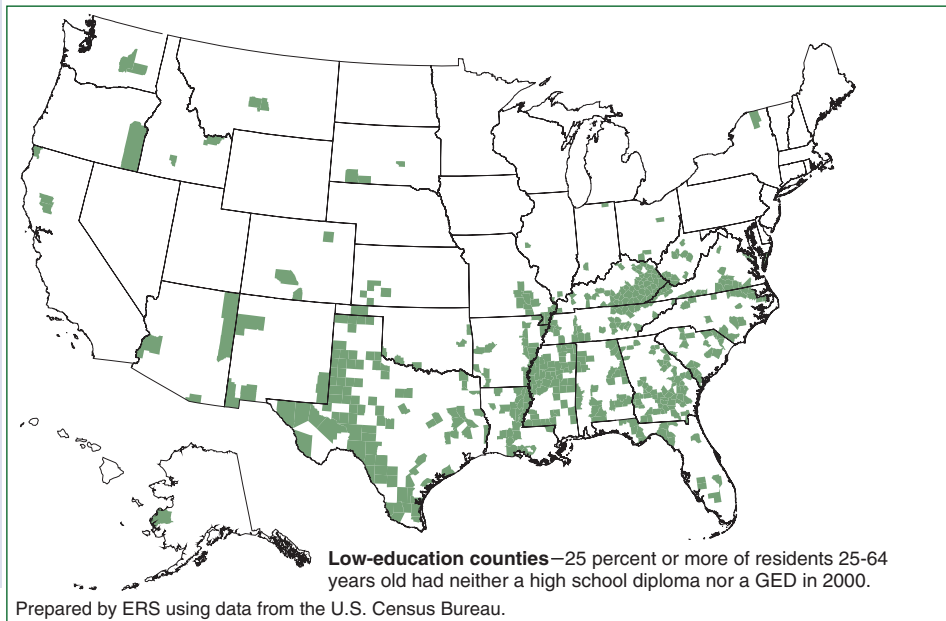 Low-education counties—25 percent or more of residents 25-64
years old had neither a high school diploma nor a GED in 2000.
Prepared by ERS using data from the U.S. Census Bureau.